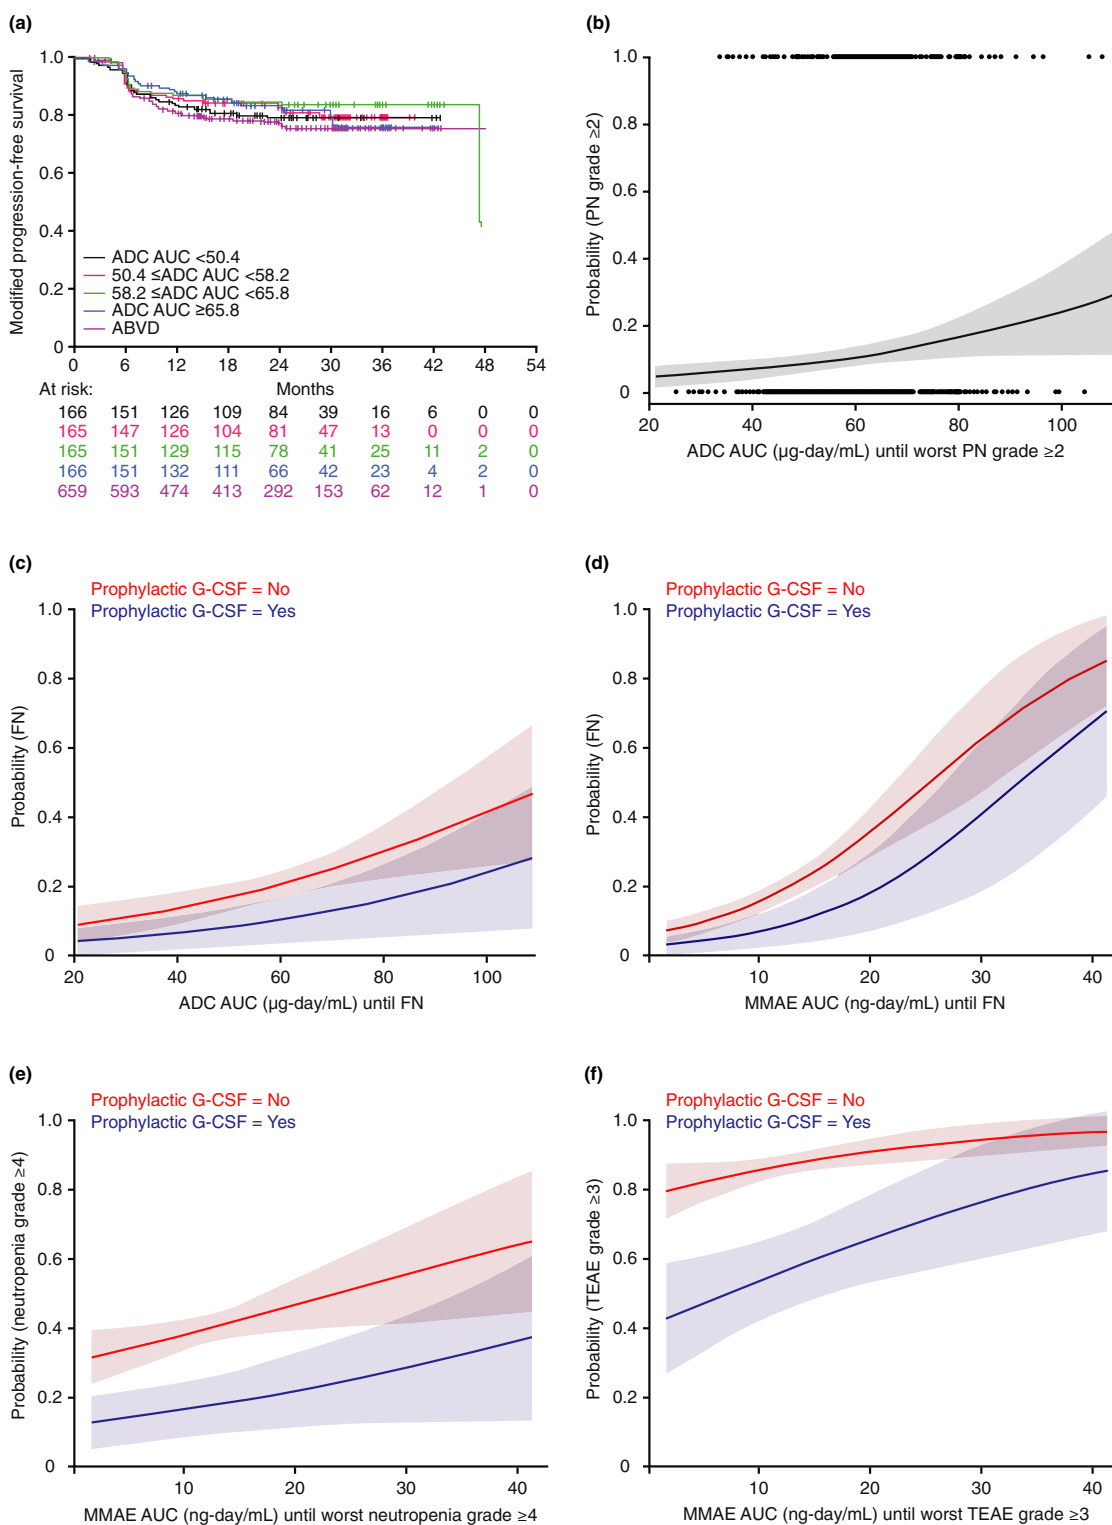 (a)
Modified progression-free survival
1.0
0.8
0.6
0.4
0.2
0
ADC AUC <50.4
50.4 ≤ADC AUC <58.2
58.2 ≤ADC AUC <65.8
ADC AUC ≥65.8
ABVD
0 6 12 18 24 30 36 42 48 54
At risk: Months
166 151 126 109 84 39 16 6 0 0
165 147 126 104 81 47 13 0 0 0
165 151 129 115 78 41 25 11 2 0
166 151 132 111 66 42 23 4 2 0
659 593 474 413 292 153 62 12 1 0
(b)
Probability (PN grade ≥2)
1.0
0.8
0.6
0.4
0.2
0
20 40 60 80 100
ADC AUC (µg-day/mL) until worst PN grade ≥2
(c)
Prophylactic G-CSF = No
Prophylactic G-CSF = Yes
Probability (FN)
1.0
0.8
0.6
0.4
0.2
0
20 40 60 80 100
ADC AUC (µg-day/mL) until FN
(d)
Prophylactic G-CSF = No
Prophylactic G-CSF = Yes
Probability (FN)
1.0
0.8
0.6
0.4
0.2
0
10 20 30 40
MMAE AUC (ng-day/mL) until FN
(e)
Prophylactic G-CSF = No
Prophylactic G-CSF = Yes
Probability (neutropenia grade ≥4)
1.0
0.8
0.6
0.4
0.2
0
10 20 30 40
MMAE AUC (ng-day/mL) until worst neutropenia grade ≥4
(f)
Prophylactic G-CSF = No
Prophylactic G-CSF = Yes
Probability (TEAE grade ≥3)
1.0
0.8
0.6
0.4
0.2
0
10 20 30 40
MMAE AUC (ng-day/mL) until worst TEAE grade ≥3